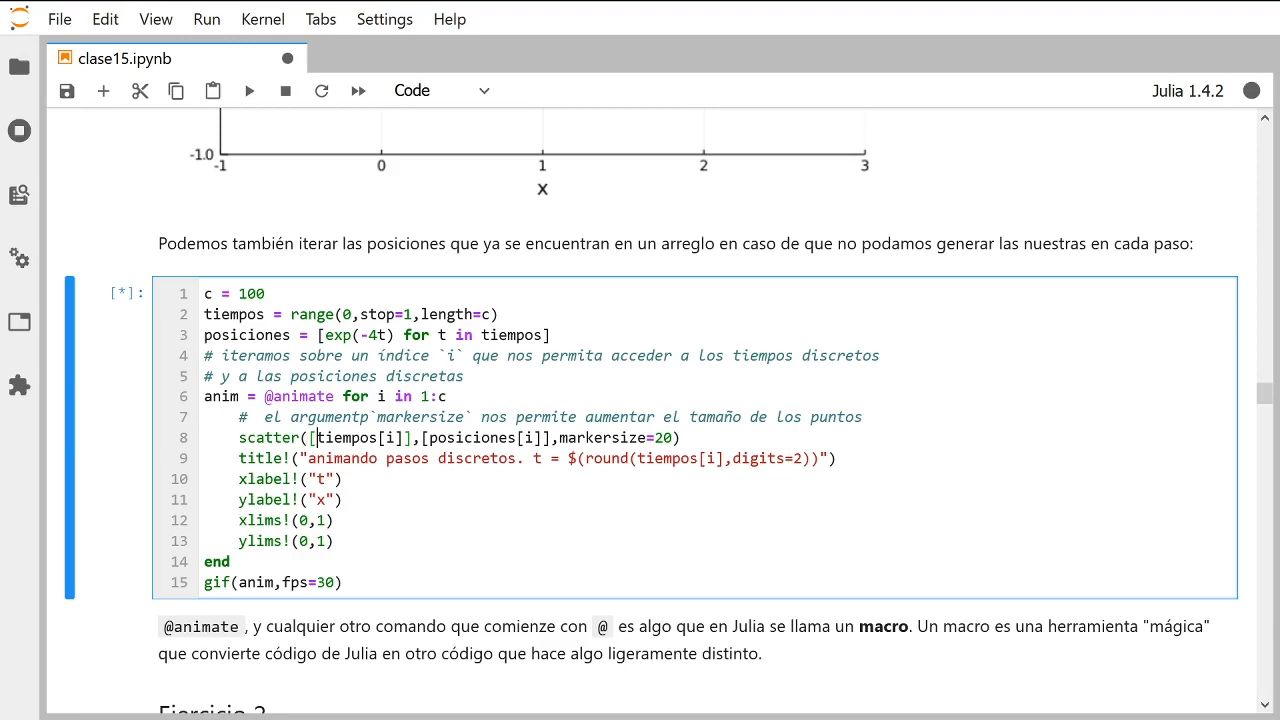 File Edit View Run Kernel Tabs Settings Help
clase15.ipynb
Code
Julia 1.4.2
-1.0
-1 0 1 2 3
x
Podemos también iterar las posiciones que ya se encuentran en un arreglo en caso de que no podamos generar las nuestras en cada paso:
[*]:
1 c = 100
2 tiempos = range(0,stop=1,length=c)
3 posiciones = [exp(-4t) for t in tiempos]
4 # iteramos sobre un índice `i` que nos permita acceder a los tiempos discretos
5 # y a las posiciones discretas
6 anim = @animate for i in 1:c
7 #  el argumentp`markersize` nos permite aumentar el tamaño de los puntos
8 scatter([tiempos[i]],[posiciones[i]],markersize=20)
9 title!("animando pasos discretos. t = $(round(tiempos[i],digits=2))")
10 xlabel!("t")
11 ylabel!("x")
12 xlims!(0,1)
13 ylims!(0,1)
14 end
15 gif(anim,fps=30)
@animate, y cualquier otro comando que comienze con @ es algo que en Julia se llama un macro. Un macro es una herramienta "mágica"
que convierte código de Julia en otro código que hace algo ligeramente distinto.
Ejercicio 2